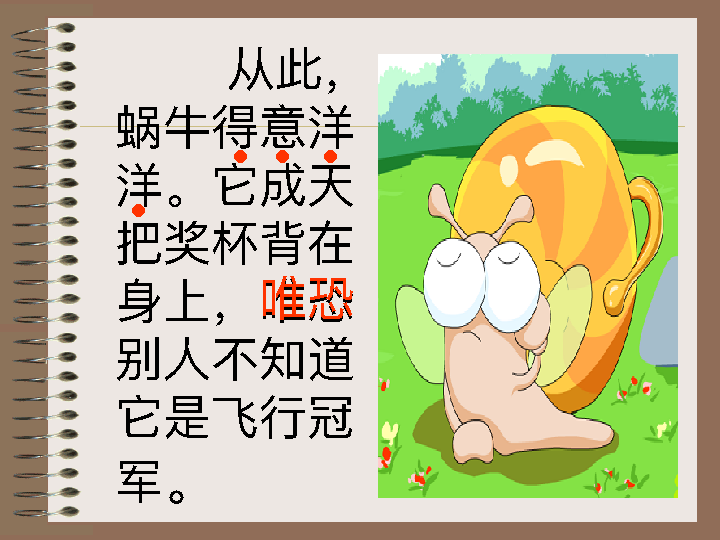 从此，
蜗牛得意洋
洋。它成天
把奖杯背在
身上，唯恐
别人不知道
它是飞行冠
军。